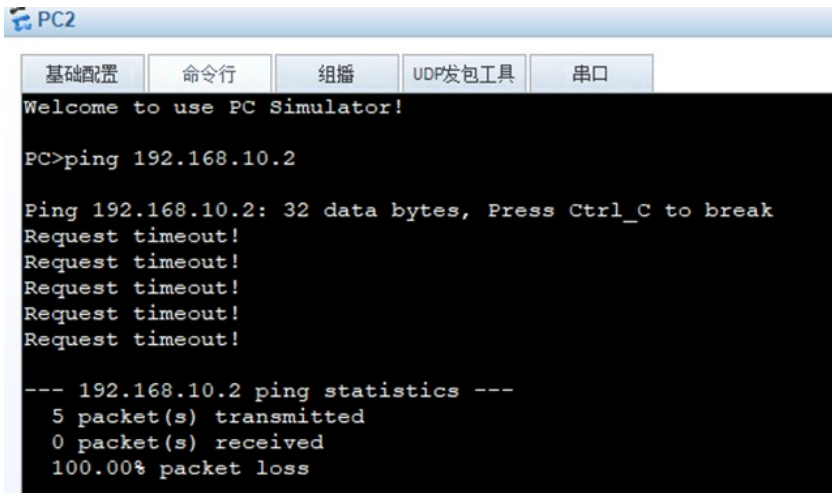 PC2
基础配置 命令行 组播 UDP发包工具 串口
Welcome to use PC Simulator!
PC>ping 192.168.10.2
Ping 192.168.10.2: 32 data bytes, Press Ctrl_C to break
Request timeout!
Request timeout!
Request timeout!
Request timeout!
Request timeout!
--- 192.168.10.2 ping statistics ---
5 packet(s) transmitted
0 packet(s) received
100.00% packet loss